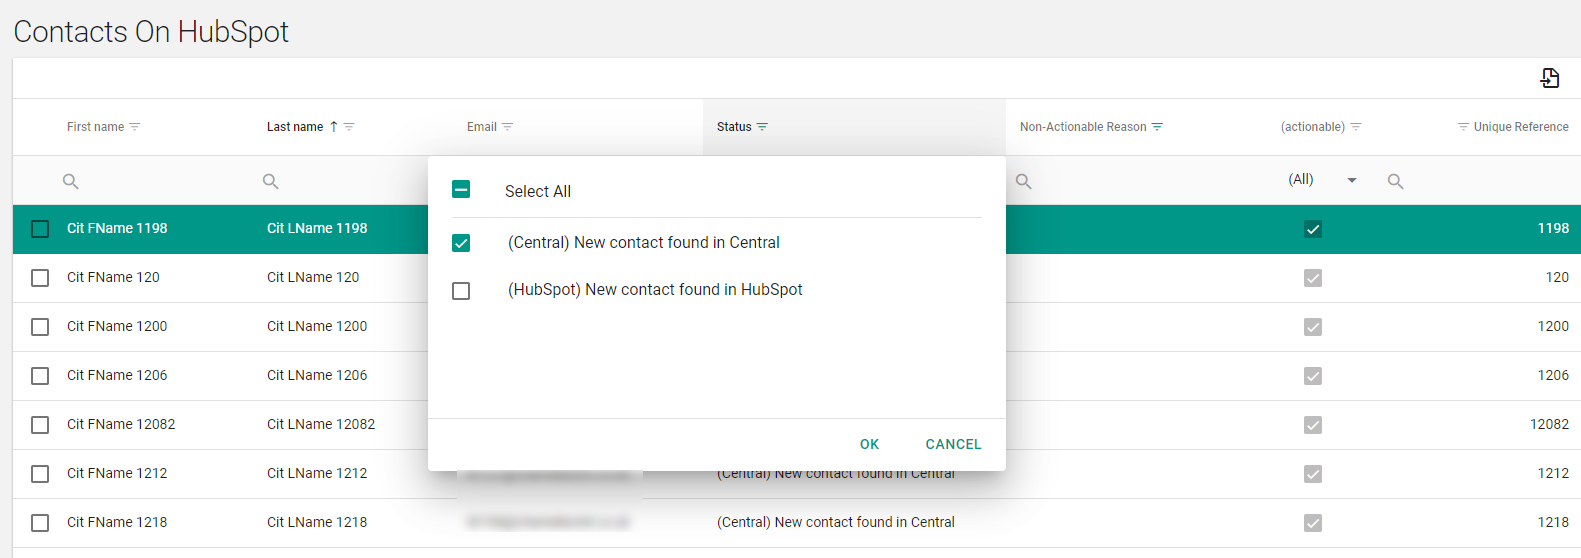 Contacts On HubSpot
First name Last name Email Status Non-Actionable Reason (actionable) Unique Reference
(All)
Select All
Cit FName 1198 Cit LName 1198 1198
(Central) New contact found in Central
Cit FName 120 Cit LName 120 120
(HubSpot) New contact found in HubSpot
Cit FName 1200 Cit LName 1200 1200
Cit FName 1206 Cit LName 1206 1206
Cit FName 12082 Cit LName 12082 12082
OK CANCEL
Cit FName 1212 Cit LName 1212 (Central) New contact found in Central 1212
Cit FName 1218 Cit LName 1218 (Central) New contact found in Central 1218